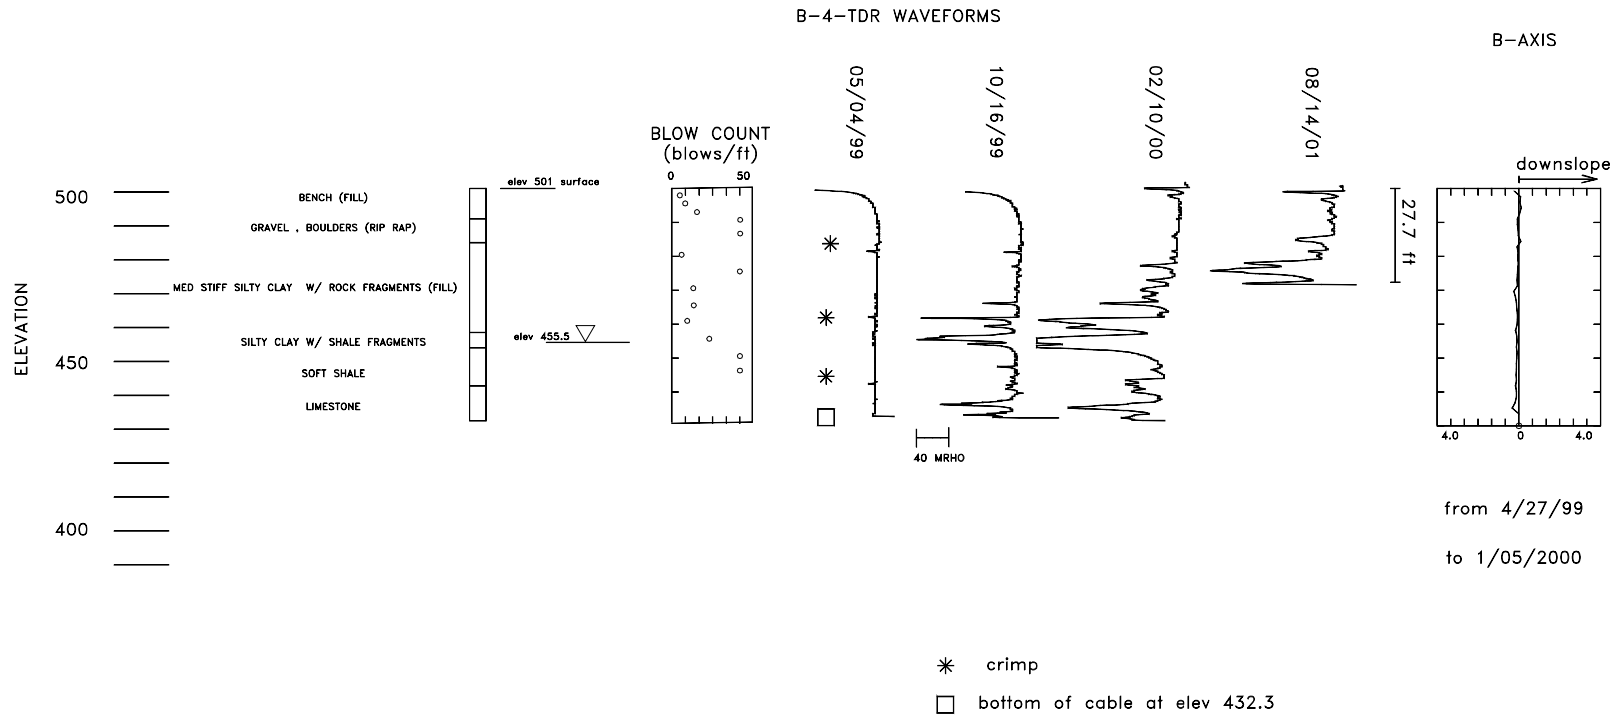 B-4-TDR WAVEFORMS
B-AXIS
05/04/99
10/16/99
02/10/00
08/14/01
BLOW COUNT
(blows/ft)
0 50
downslope
500
BENCH (FILL)
elev 501 surface
GRAVEL , BOULDERS (RIP RAP)
27.7 ft
ELEVATION
MED STIFF SILTY CLAY W/ ROCK FRAGMENTS (FILL)
SILTY CLAY W/ SHALE FRAGMENTS
elev 455.5
450
SOFT SHALE
LIMESTONE
40 MRHO
4.0 0 4.0
400
from 4/27/99
to 1/05/2000
crimp
bottom of cable at elev 432.3